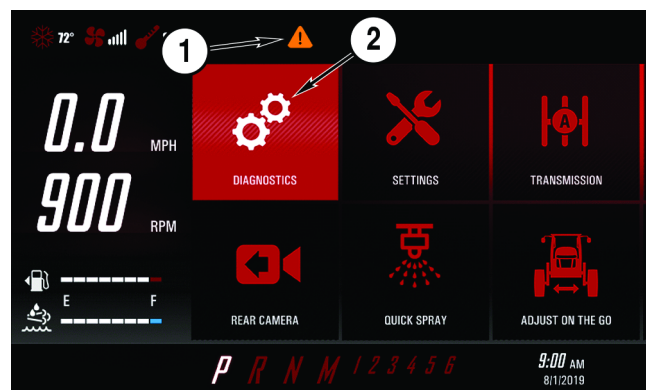 72°
1
2
0.0 MPH
900 RPM
E F
DIAGNOSTICS SETTINGS TRANSMISSION
A
REAR CAMERA QUICK SPRAY ADJUST ON THE GO
P R N M 1 2 3 4 5 6
9:00 AM
8/1/2019